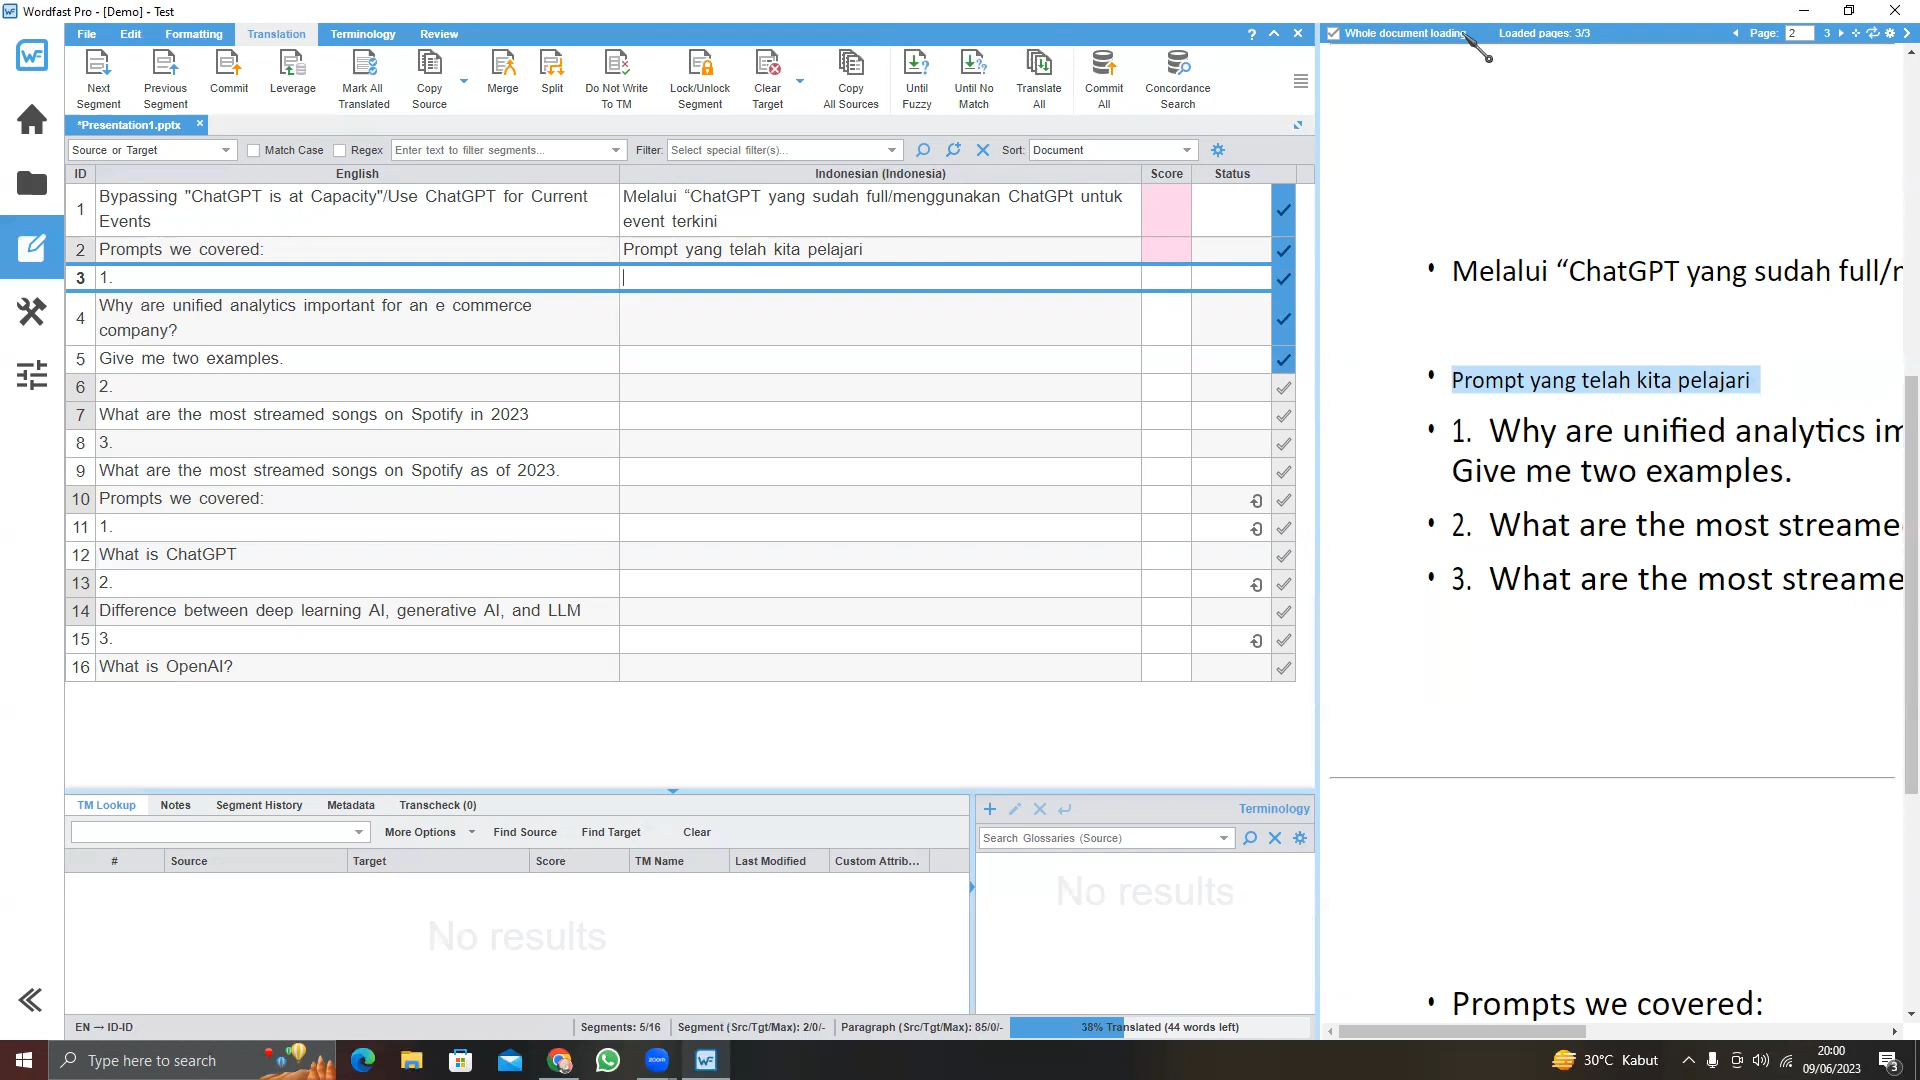 Wordfast Pro - [Demo] - Test
File Edit Formatting Translation Terminology Review
Whole document loading Loaded pages: 3/3 Page: 2 3
Next Segment
Previous Segment
Commit
Leverage
Mark All Translated
Copy Source
Merge
Split
Do Not Write To TM
Lock/Unlock Segment
Clear Target
Copy All Sources
Until Fuzzy
Until No Match
Translate All
Commit All
Concordance Search
*Presentation1.pptx
Source or Target Match Case Regex Enter text to filter segments... Filter: Select special filter(s)... Sort: Document
ID English Indonesian (Indonesia) Score Status
1 Bypassing "ChatGPT is at Capacity"/Use ChatGPT for Current Melalui “ChatGPT yang sudah full/menggunakan ChatGPt untuk
Events event terkini
2 Prompts we covered: Prompt yang telah kita pelajari
3 1.
4 Why are unified analytics important for an e commerce
company?
5 Give me two examples.
6 2.
7 What are the most streamed songs on Spotify in 2023
8 3.
9 What are the most streamed songs on Spotify as of 2023.
10 Prompts we covered:
11 1.
12 What is ChatGPT
13 2.
14 Difference between deep learning AI, generative AI, and LLM
15 3.
16 What is OpenAI?
• Melalui “ChatGPT yang sudah full/
• Prompt yang telah kita pelajari
• 1. Why are unified analytics
Give me two examples.
• 2. What are the most
• 3. What are the most
• Prompts we covered:
TM Lookup Notes Segment History Metadata Transcheck (0)
More Options Find Source Find Target Clear
# Source Target Score TM Name Last Modified Custom Attrib...
No results
Terminology
Search Glossaries (Source)
No results
EN → ID-ID Segments: 5/16 Segment (Src/Tgt/Max): 2/0/- Paragraph (Src/Tgt/Max): 85/0/- 38% Translated (44 words left)
Type here to search
zoom
WF
30°C Kabut
20:00
09/06/2023
3